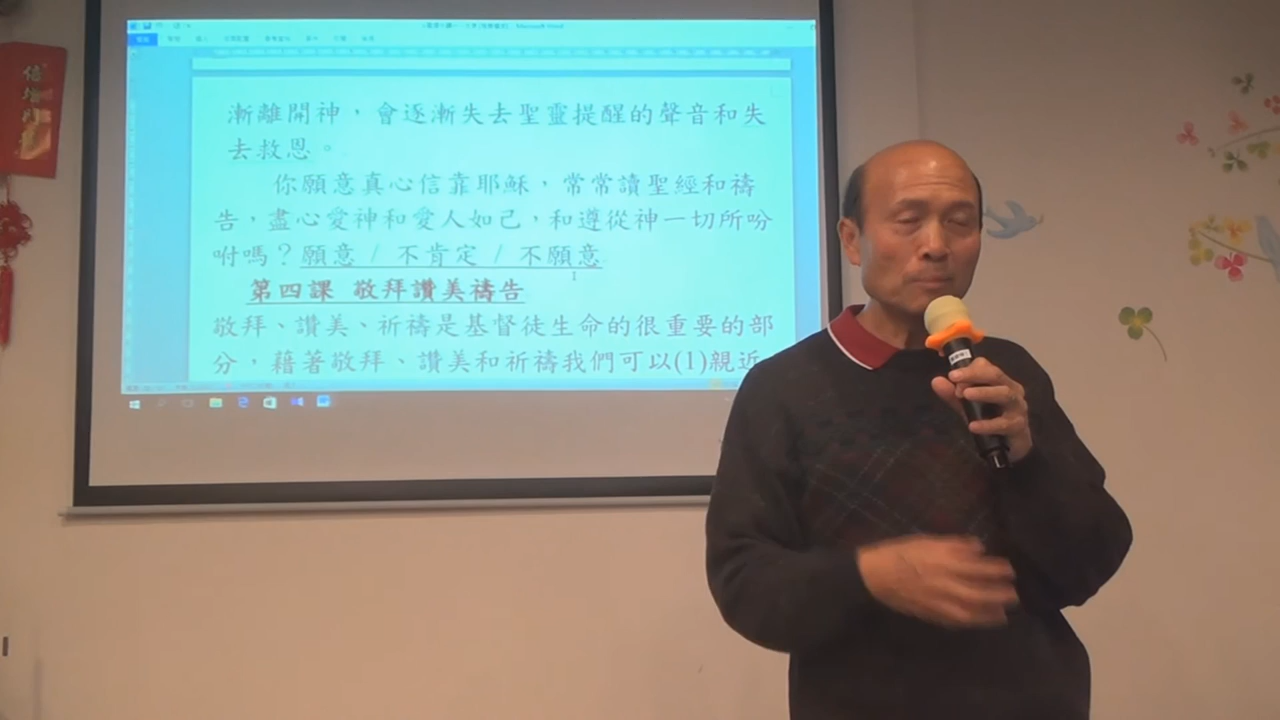 漸離開神，會逐漸失去聖靈提醒的聲音和失
去救恩。
你願意真心信靠耶穌，常常讀聖經和禱
告，盡心愛神和愛人如己，和遵從神一切所吩
咐嗎？願意 / 不肯定 / 不願意
第四課 敬拜讚美禱告
敬拜、讚美、祈禱是基督徒生命的很重要的部
分，藉著敬拜、讚美和祈禱我們可以(1)親近